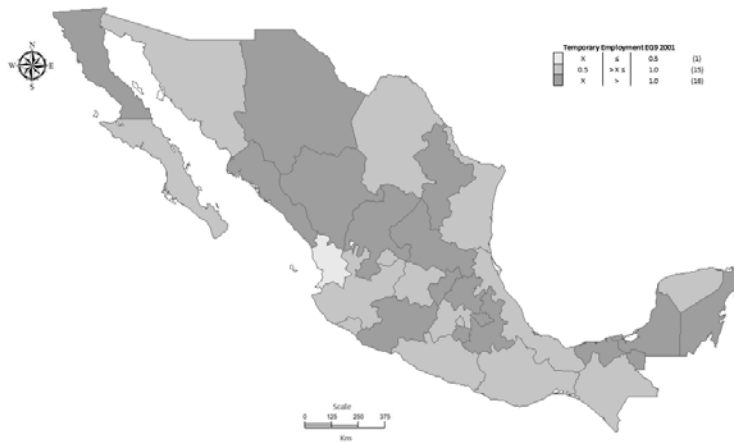 N
W E
S
Temporary Employment EG9 2001
X ≤ 0.5 (1)
0.5 > X ≤ 1.0 (15)
X > 1.0 (16)
Scale
0 125 250 375
Km